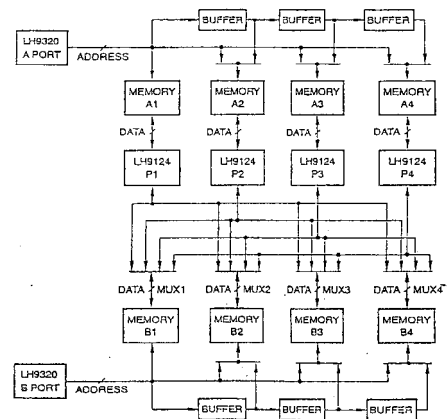 BUFFER BUFFER BUFFER
LH9320
A PORT
ADDRESS
MEMORY
A1
MEMORY
A2
MEMORY
A3
MEMORY
A4
DATA DATA DATA DATA
LH9124
P1
LH9124
P2
LH9124
P3
LH9124
P4
DATA MUX1 DATA MUX2 DATA MUX3 DATA MUX4
MEMORY
B1
MEMORY
B2
MEMORY
B3
MEMORY
B4
LH9320
B PORT
ADDRESS
BUFFER BUFFER BUFFER